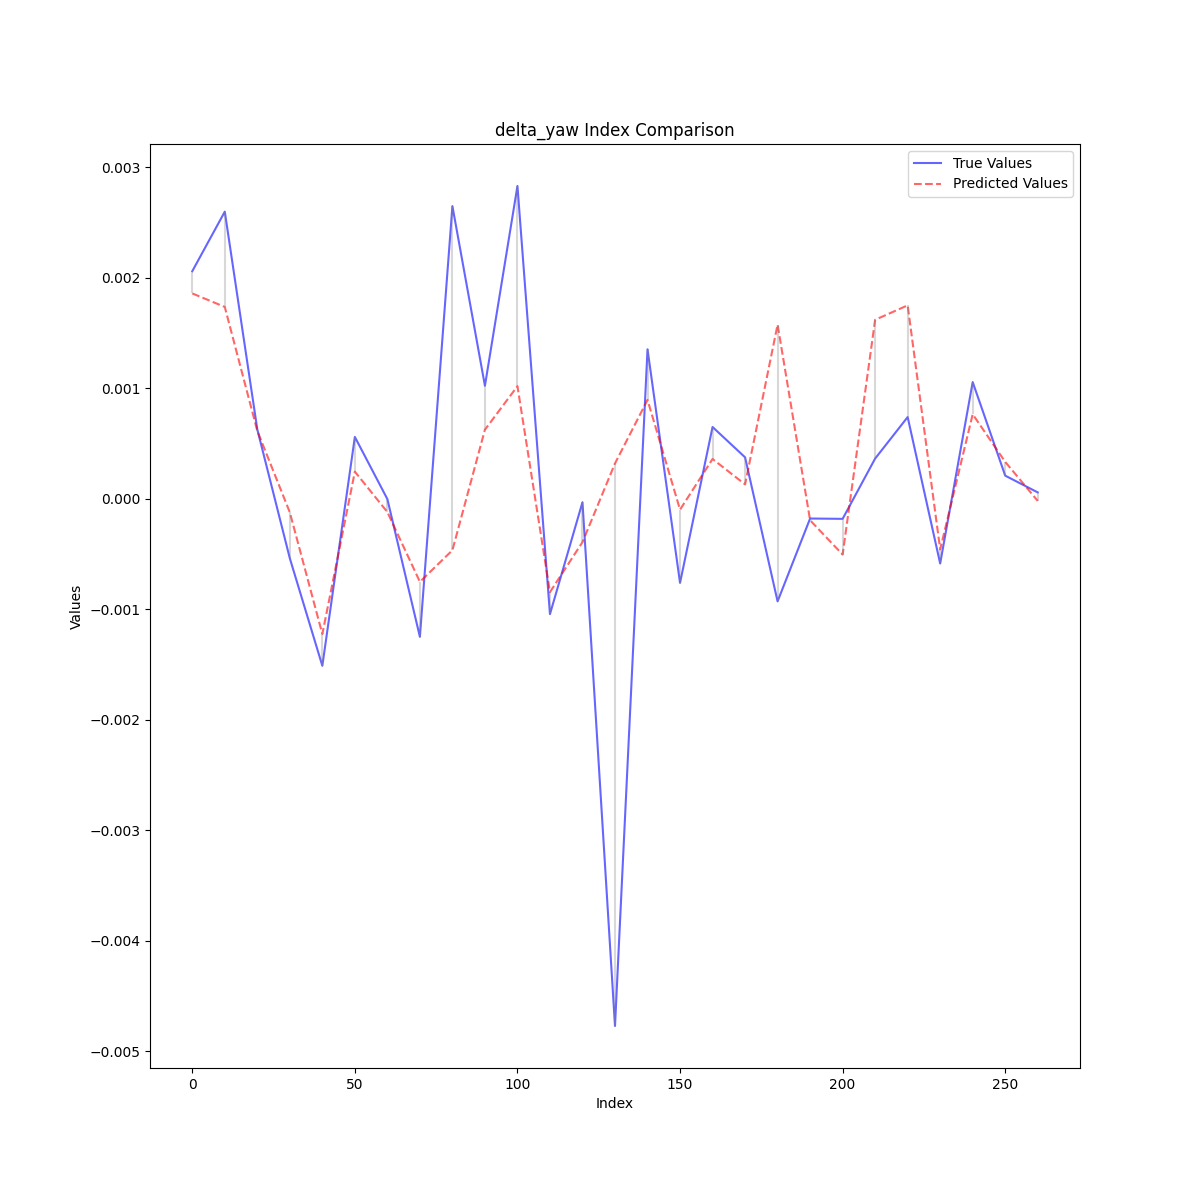 delta_yaw Index Comparison
True Values
Predicted Values
0.003
0.002
0.001
0.000
−0.001
−0.002
−0.003
−0.004
−0.005
Values
0 50 100 150 200 250
Index